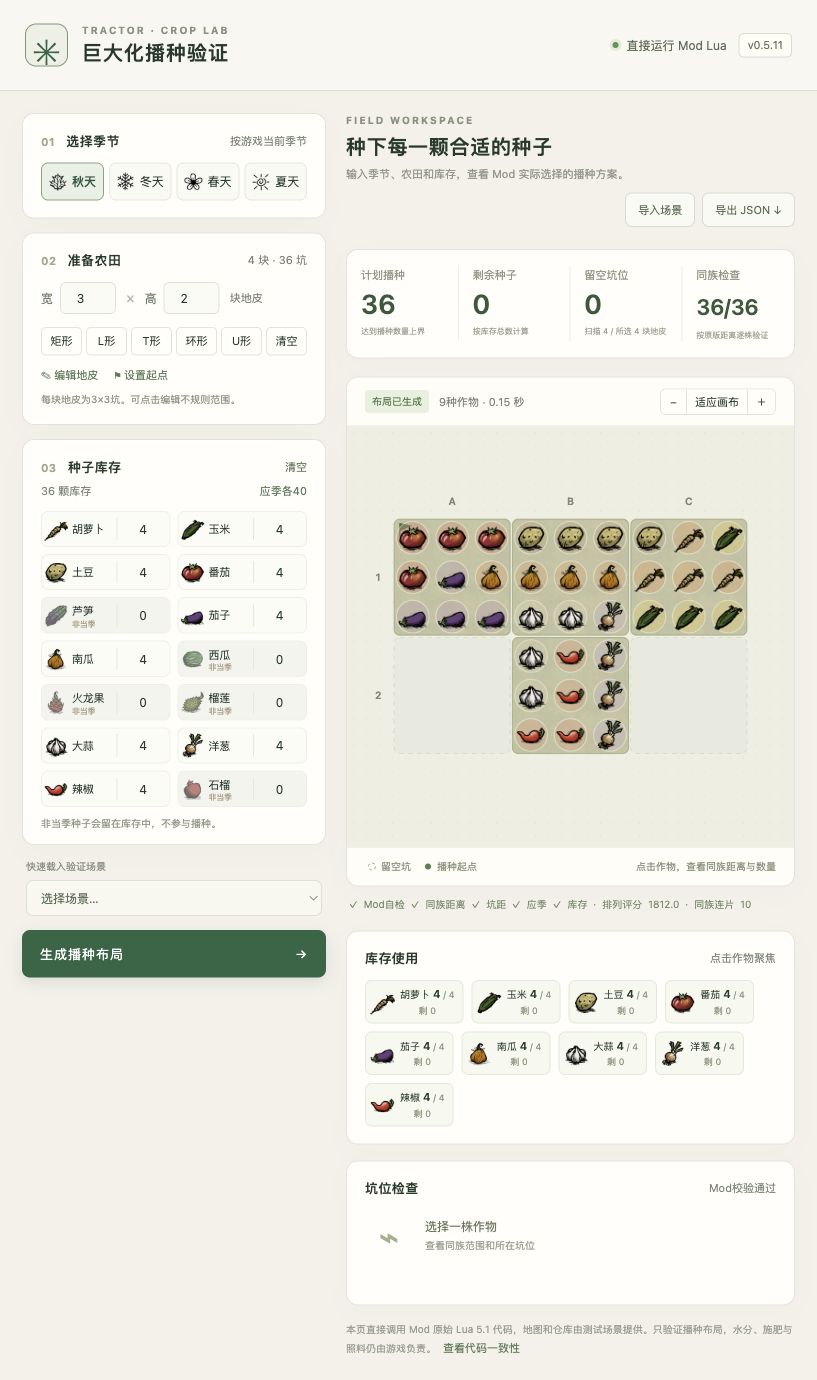 TRACTOR · CROP LAB
巨大化播种验证
直接运行 Mod Lua
v0.5.11
01 选择季节 按游戏当前季节
秋天 冬天 春天 夏天
02 准备农田 4 块 · 36 坑
宽 3 × 高 2 块地皮
矩形 L形 T形 环形 U形 清空
✎ 编辑地皮 ⚑ 设置起点
每块地皮为3×3坑。可点击编辑不规则范围。
03 种子库存 清空
36 颗库存 应季各40
胡萝卜 4 玉米 4
土豆 4 番茄 4
芦笋 非当季 0 茄子 4
南瓜 4 西瓜 非当季 0
火龙果 非当季 0 榴莲 非当季 0
大蒜 4 洋葱 4
辣椒 4 石榴 非当季 0
非当季种子会留在库存中，不参与播种。
快速载入验证场景
选择场景...
生成播种布局 →
FIELD WORKSPACE
种下每一颗合适的种子
输入季节、农田和库存，查看 Mod 实际选择的播种方案。
导入场景 导出 JSON ↓
计划播种 剩余种子 留空坑位 同族检查
36 0 0 36/36
达到播种数量上界 按库存总数计算 扫描 4 / 所选 4 块地皮 按原版距离逐株验证
布局已生成 9种作物 · 0.15 秒 − 适应画布 +
A B C
1
2
留空坑 播种起点 点击作物，查看同族距离与数量
✓ Mod自检 ✓ 同族距离 ✓ 坑距 ✓ 应季 ✓ 库存 · 排列评分 1812.0 · 同族连片 10
库存使用 点击作物聚焦
胡萝卜 4 / 4 玉米 4 / 4 土豆 4 / 4 番茄 4 / 4
剩 0 剩 0 剩 0 剩 0
茄子 4 / 4 南瓜 4 / 4 大蒜 4 / 4 洋葱 4 / 4
剩 0 剩 0 剩 0 剩 0
辣椒 4 / 4
剩 0
坑位检查 Mod校验通过
选择一株作物
查看同族范围和所在坑位
本页直接调用 Mod 原始 Lua 5.1 代码，地图和仓库由测试场景提供。只验证播种布局，水分、施肥与
照料仍由游戏负责。 查看代码一致性